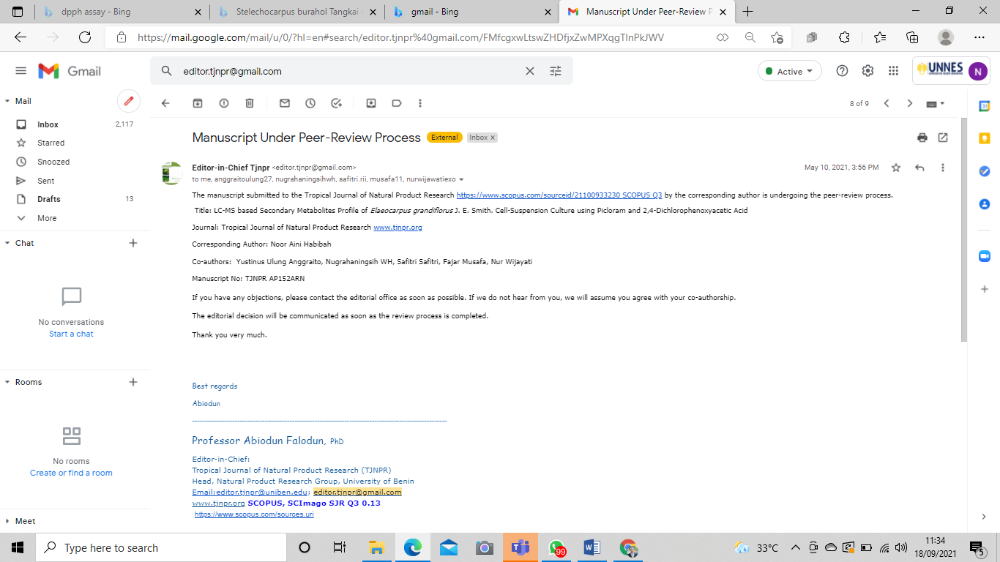 dpph assay - Bing
Stelechocarpus burahol Tangkai
gmail - Bing
Manuscript Under Peer-Review P
https://mail.google.com/mail/u/0/?hl=en#search/editor.tjnpr%40gmail.com/FMfcgxwLtswZHDfjxZwMPXqgTlnPkJWV
Gmail
editor.tjnpr@gmail.com
Active
UNNES
N
Mail
8 of 9
Inbox 2,117
Starred
Snoozed
Sent
Drafts 13
More
Manuscript Under Peer-Review Process External Inbox x
Editor-in-Chief Tjnpr <editor.tjnpr@gmail.com> May 10, 2021, 3:56 PM
to me, anggraitoulung27, nugrahaningsihwh, safitri.rii, musafa11, nurwijawatiexo
The manuscript submitted to the Tropical Journal of Natural Product Research https://www.scopus.com/sourceid/21100933230 SCOPUS Q3 by the corresponding author is undergoing the peer-review process.
Title: LC-MS based Secondary Metabolites Profile of Elaeocarpus grandiflorus J. E. Smith. Cell-Suspension Culture using Picloram and 2,4-Dichlorophenoxyacetic Acid
Journal: Tropical Journal of Natural Product Research www.tjnpr.org
Corresponding Author: Noor Aini Habibah
Co-authors: Yustinus Ulung Anggraito, Nugrahaningsih WH, Safitri Safitri, Fajar Musafa, Nur Wijayati
Manuscript No: TJNPR AP152ARN
If you have any objections, please contact the editorial office as soon as possible. If we do not hear from you, we will assume you agree with your co-authorship.
The editorial decision will be communicated as soon as the review process is completed.
Thank you very much.
Best regards
Abiodun
Professor Abiodun Falodun, PhD
Editor-in-Chief:
Tropical Journal of Natural Product Research (TJNPR)
Head, Natural Product Research Group, University of Benin
Email:editor.tjnpr@uniben.edu; editor.tjnpr@gmail.com
www.tjnpr.org SCOPUS, SCImago SJR Q3 0.13
https://www.scopus.com/sources.uri
Chat
No conversations
Start a chat
Rooms
No rooms
Create or find a room
Meet
Type here to search
99
33°C
11:34
18/09/2021
5